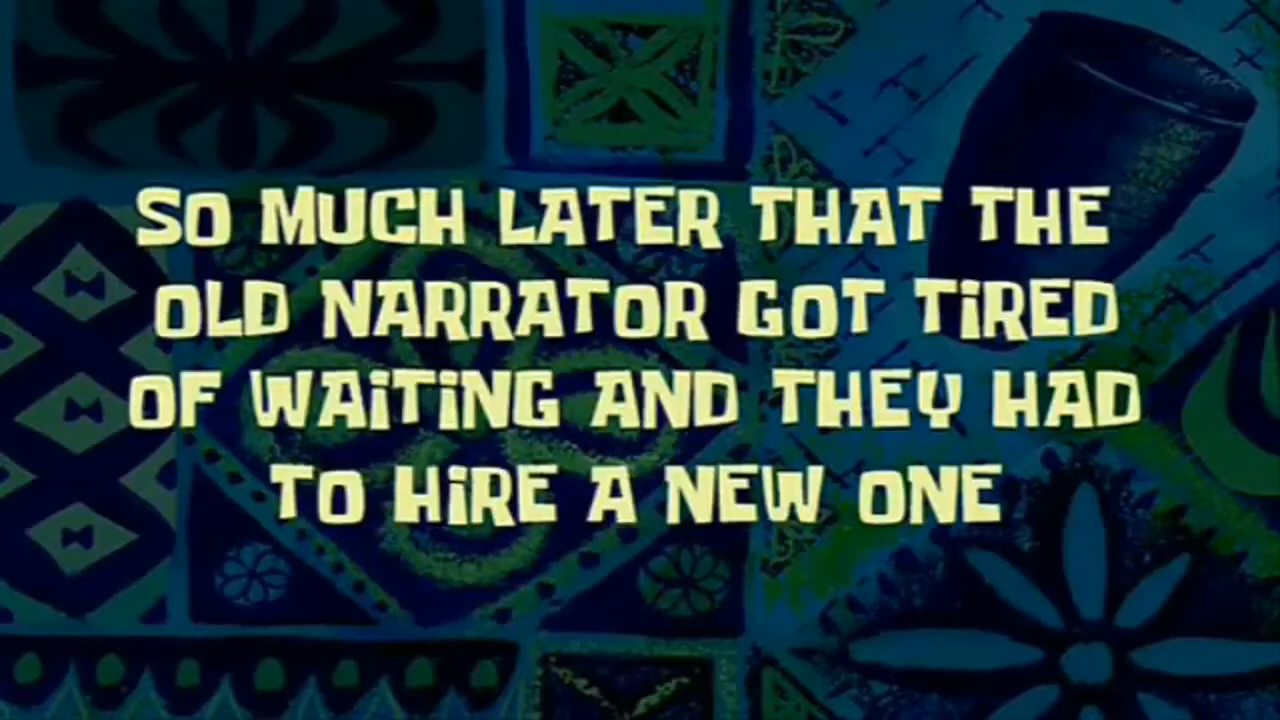 SO MUCH LATER THAT THE
OLD NARRATOR GOT TiRED
OF WAiTiNG AND THEY HAD
TO HiRE A NEW ONE